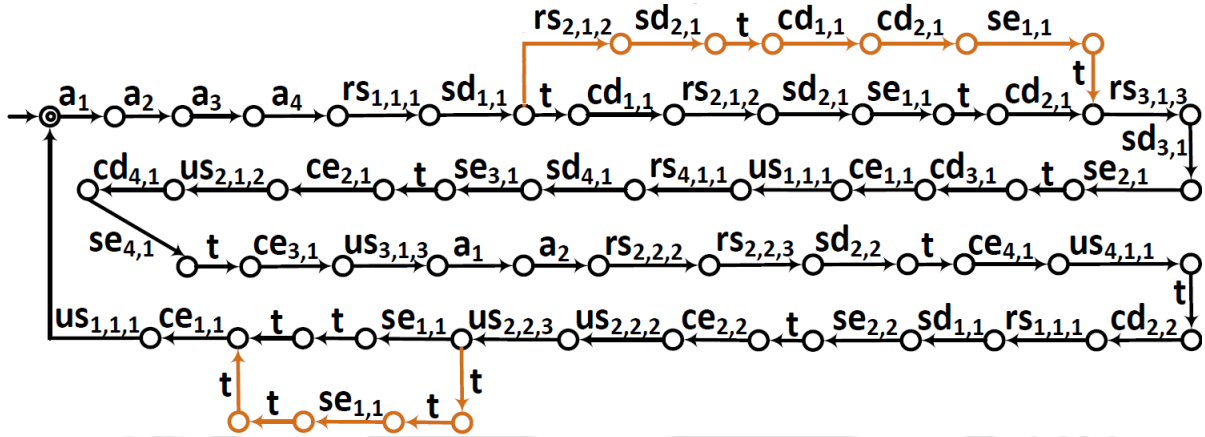 rs2,1,2 sd2,1 t cd1,1 cd2,1 se1,1
t
a1 a2 a3 a4 rs1,1,1 sd1,1 t cd1,1 rs2,1,2 sd2,1 se1,1 t cd2,1 rs3,1,3
sd3,1
cd4,1 us2,1,2 ce2,1 t se3,1 sd4,1 rs4,1,1 us1,1,1 ce1,1 cd3,1 t se2,1
se4,1 t ce3,1 us3,1,3 a1 a2 rs2,2,2 rs2,2,3 sd2,2 t ce4,1 us4,1,1
t
us1,1,1 ce1,1 t t se1,1 us2,2,3 us2,2,2 ce2,2 t se2,2 sd1,1 rs1,1,1 cd2,2
t t se1,1 t t